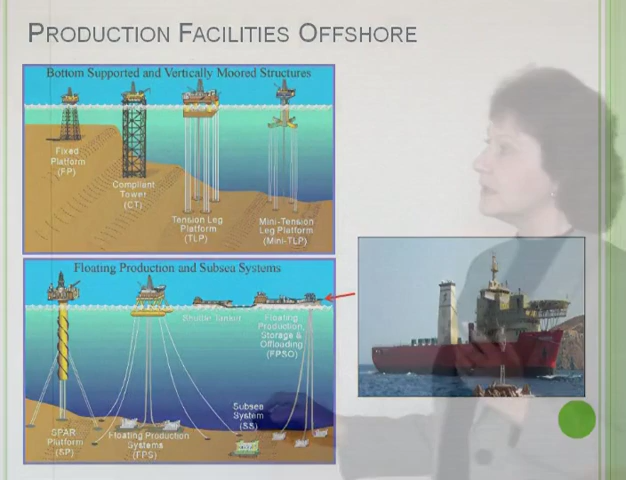 PRODUCTION FACILITIES OFFSHORE
Bottom Supported and Vertically Moored Structures
Fixed
Platform
(FP)
Compliant
Tower
(CT)
Tension Leg
Platform
(TLP)
Mini-Tension
Leg Platform
(Mini-TLP)
Floating Production and Subsea Systems
Shuttle Tanker
Floating
Production,
Storage &
Offloading
(FPSO)
Subsea
System
(SS)
SPAR
Platform
(SP)
Floating Production
Systems
(FPS)